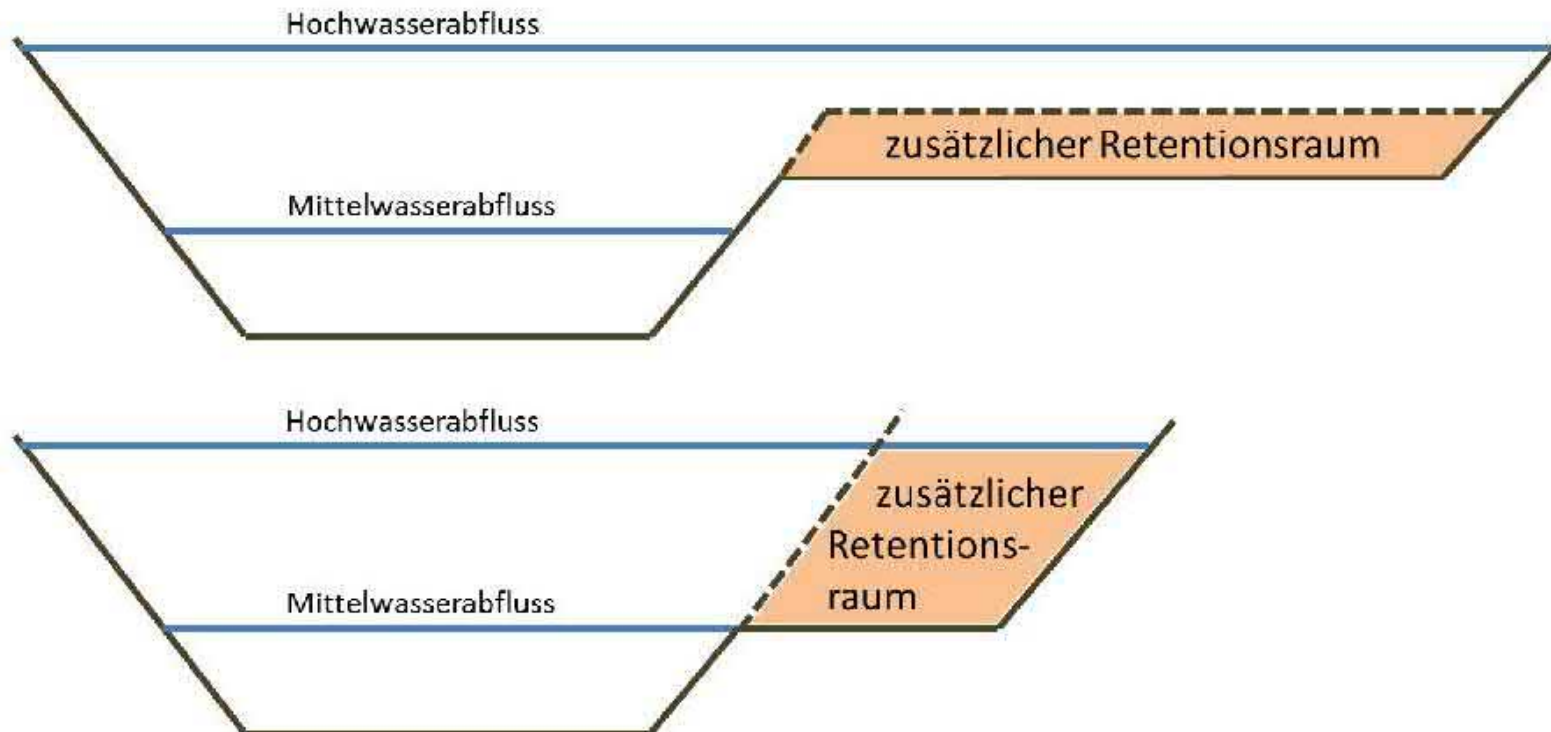 Hochwasserabfluss
zusätzlicher Retentionsraum
Mittelwasserabfluss
Hochwasserabfluss
zusätzlicher
Retentions-
raum
Mittelwasserabfluss